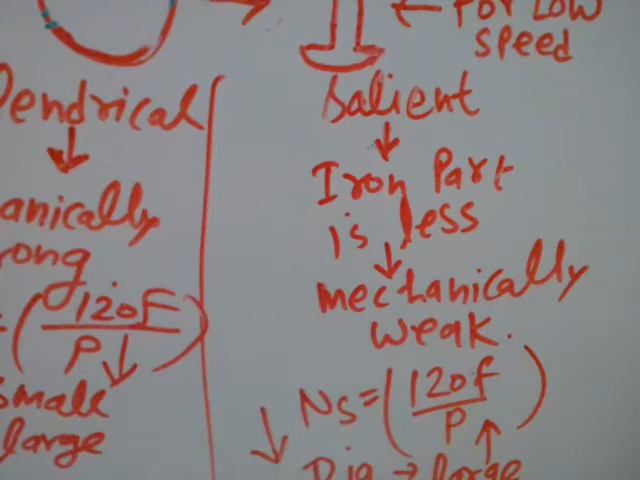 ← For Low
Speed
Salient
↓
Iron Part
is less
↓
mechanically
weak.
Ns = (120f / P ↑)
↓ Dia → large
lendrical
↓
anically
rong
= (120F / P ↓)
large